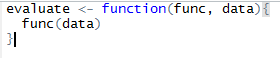 evaluate <- function(func, data){
  func(data)
}